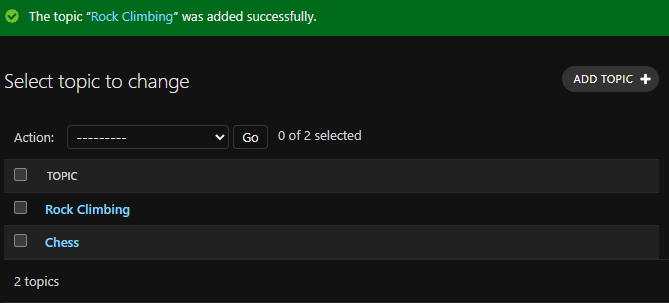 The topic “Rock Climbing” was added successfully.
Select topic to change
ADD TOPIC +
Action: --------- Go 0 of 2 selected
TOPIC
Rock Climbing
Chess
2 topics